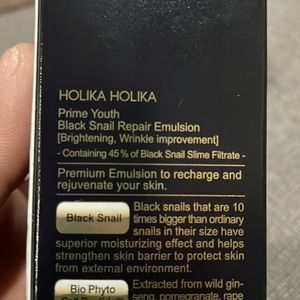 HOLIKA HOLIKA
Prime Youth
Black Snail Repair Emulsion
[Brightening, Wrinkle improvement]
- Containing 45% of Black Snail Slime Filtrate -
Premium Emulsion to recharge and
rejuvenate your skin.
Black Snail
Black snails that are 10
times bigger than ordinary
snails in their size have
superior moisturizing effect and helps
strengthen skin barrier to protect skin
from external environment.
Bio Phyto
Extracted from wild gin-
seng, pomegranate, rape